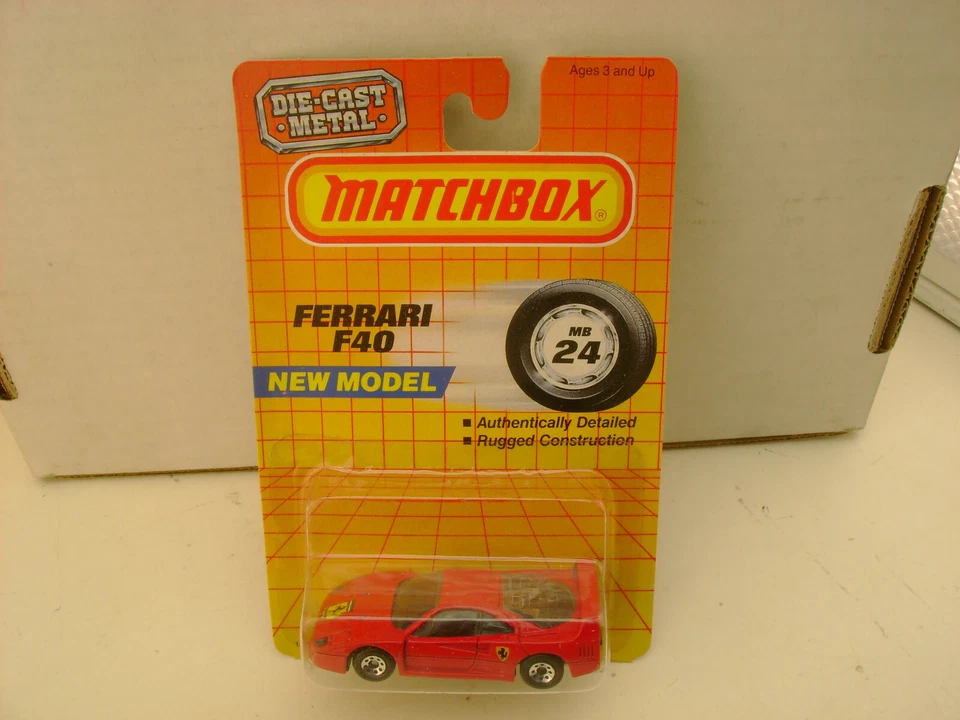 Ages 3 and Up
DIE-CAST
•METAL•
MATCHBOX®
FERRARI
F40
NEW MODEL
MB
24
■ Authentically Detailed
■ Rugged Construction